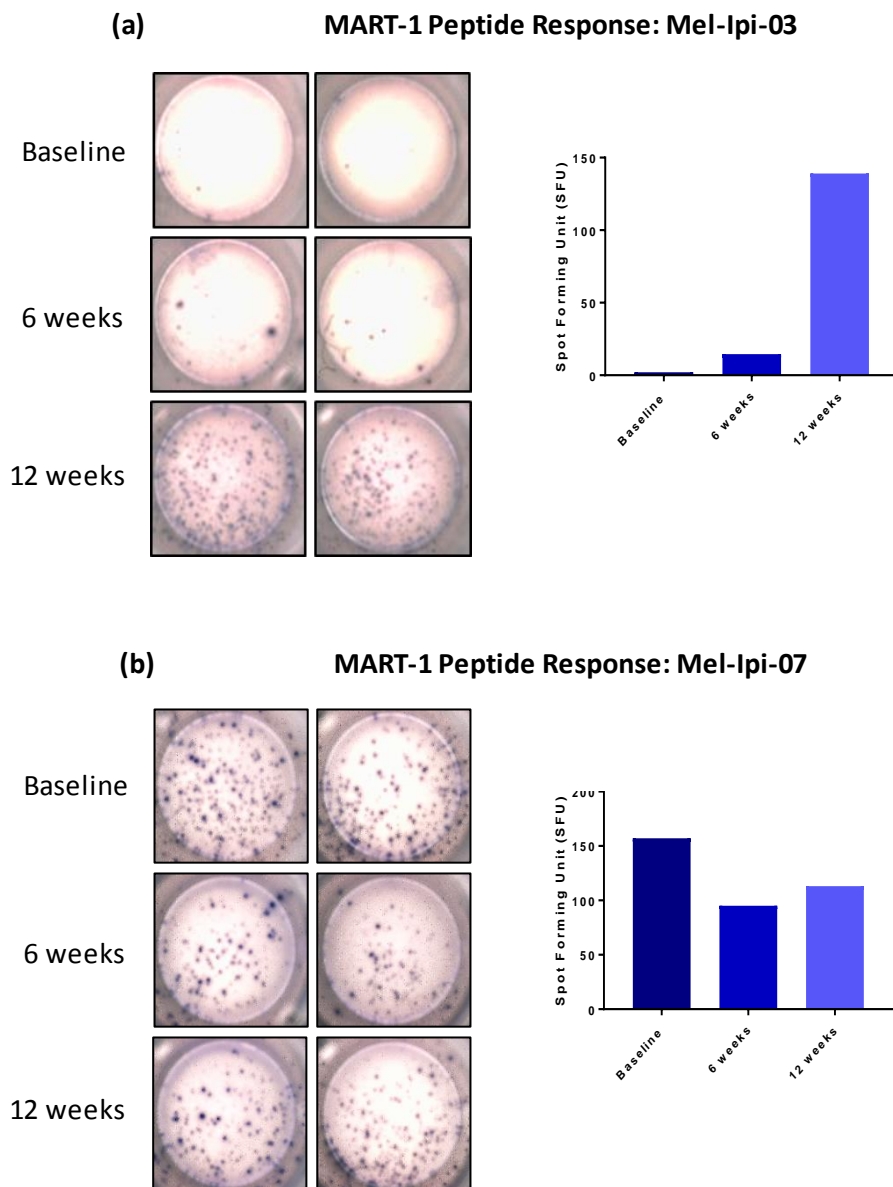 (a) MART-1 Peptide Response: Mel-Ipi-03
Baseline
6 weeks
12 weeks
Spot Forming Unit (SFU)
150
100
50
0
Baseline
6 weeks
12 weeks
(b) MART-1 Peptide Response: Mel-Ipi-07
Baseline
6 weeks
12 weeks
Spot Forming Unit (SFU)
200
150
100
50
0
Baseline
6 weeks
12 weeks